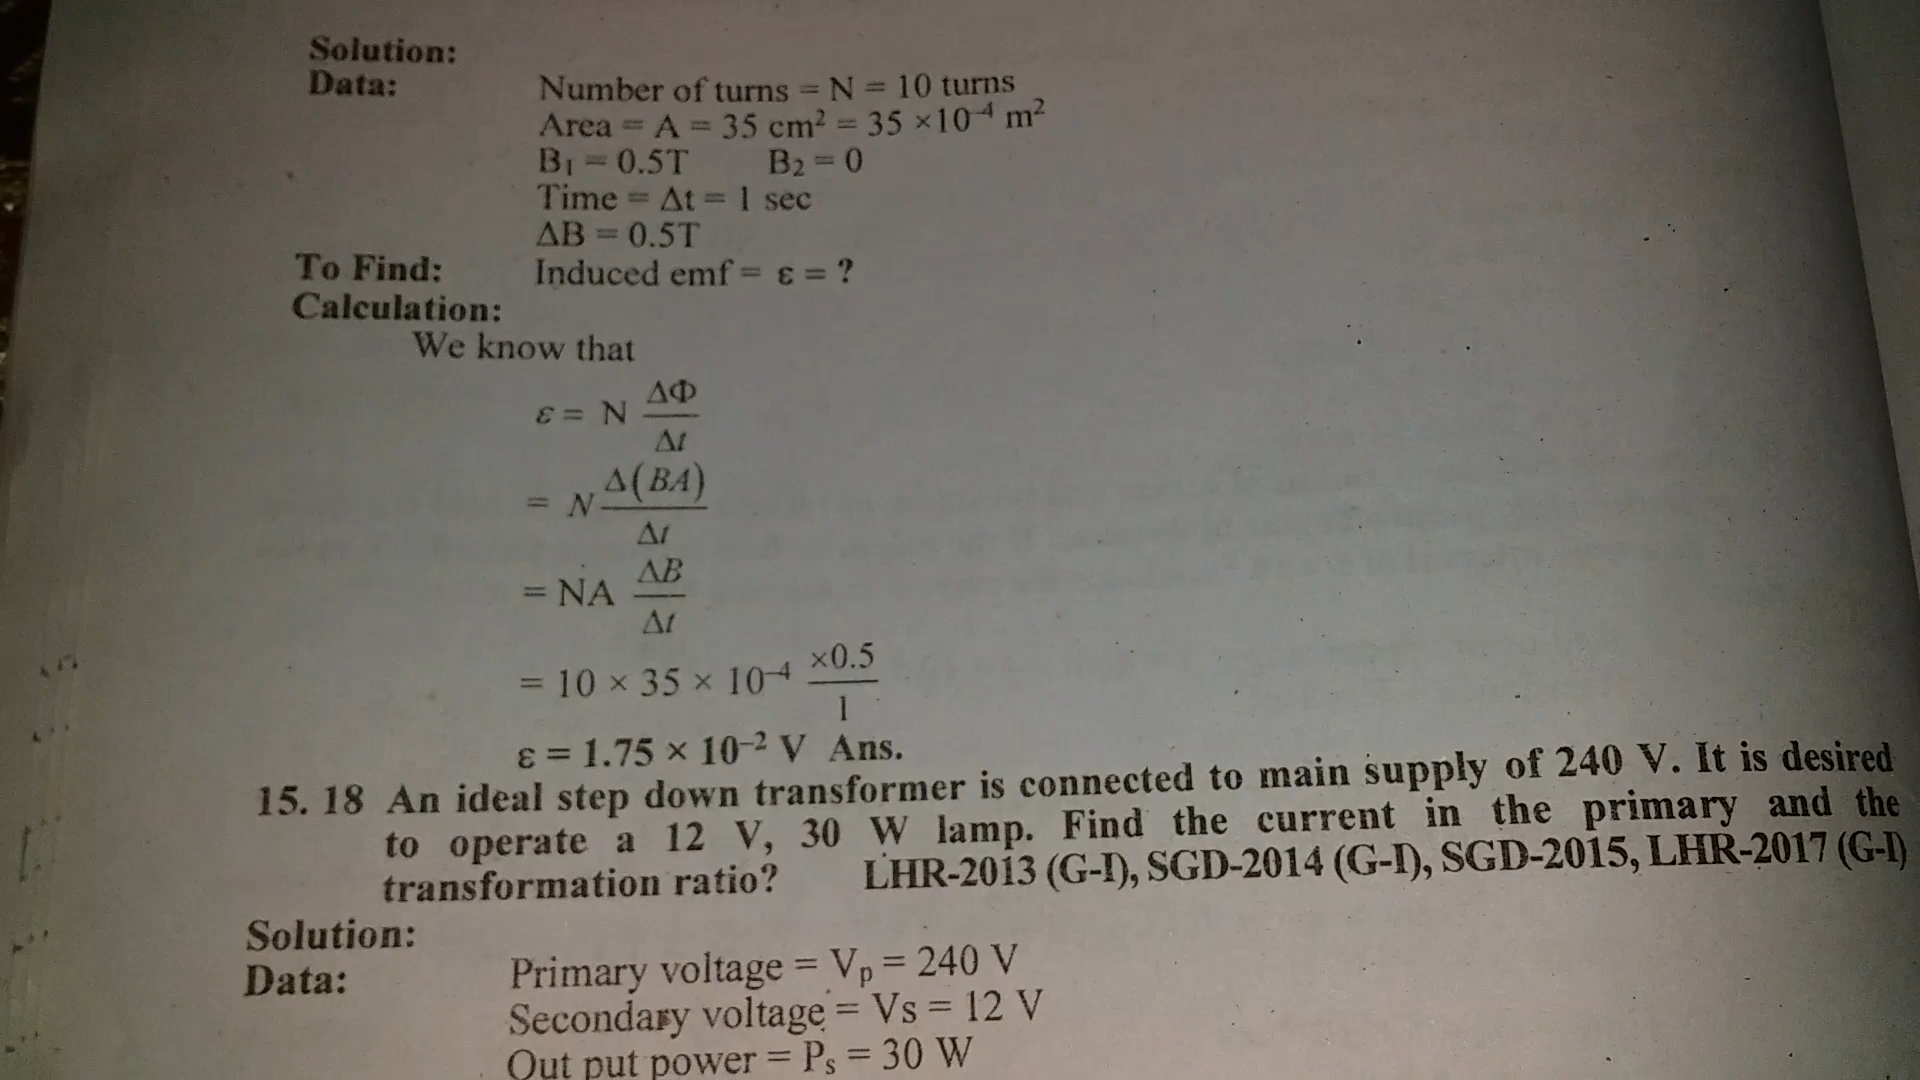 Solution:
Data: Number of turns = N = 10 turns
Area = A = 35 cm² = 35 ×10⁻⁴ m²
B₁ = 0.5T B₂ = 0
Time = Δt = 1 sec
ΔB = 0.5T
To Find: Induced emf = ε = ?
Calculation:
We know that
ε = N ΔΦ/Δt
= N Δ(BA)/Δt
= NA ΔB/Δt
= 10 × 35 × 10⁻⁴ ×0.5/1
ε = 1.75 × 10⁻² V Ans.
15. 18 An ideal step down transformer is connected to main supply of 240 V. It is desired
to operate a 12 V, 30 W lamp. Find the current in the primary and the
transformation ratio? LHR-2013 (G-I), SGD-2014 (G-I), SGD-2015, LHR-2017 (G-I)
Solution:
Data: Primary voltage = Vₚ = 240 V
Secondary voltage = Vs = 12 V
Out put power = Pₛ = 30 W